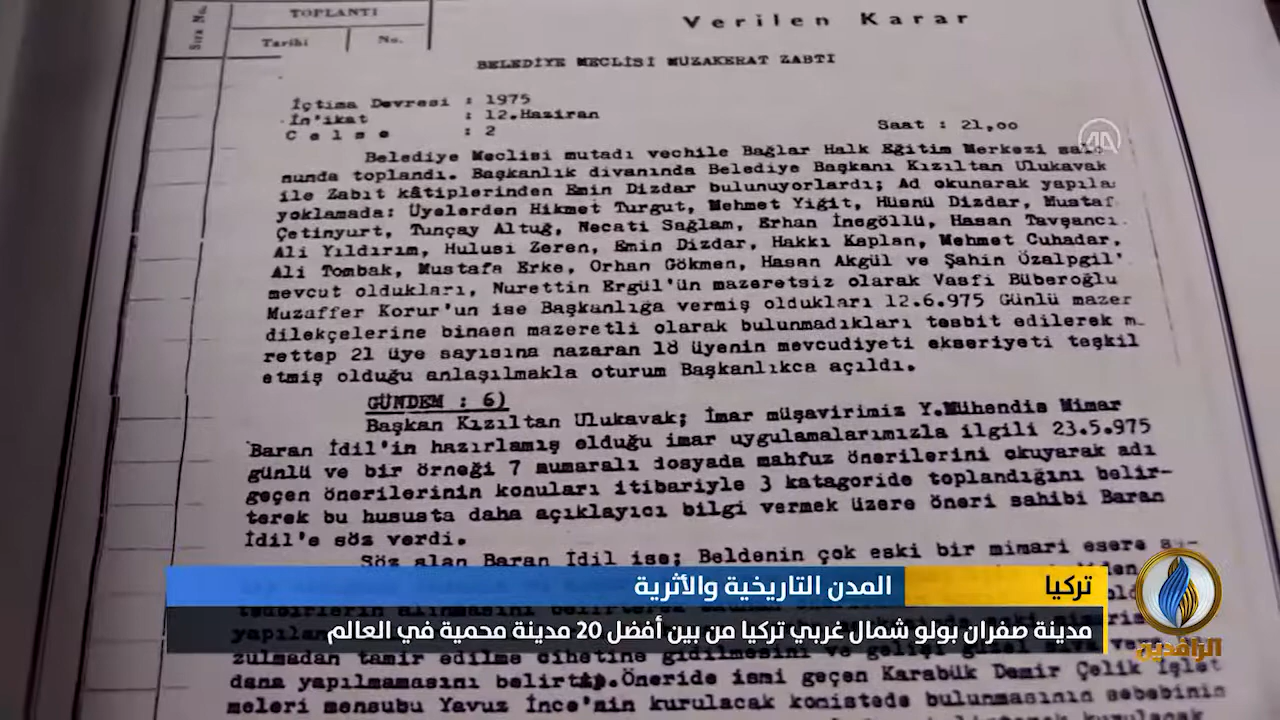 Sıra No.
TOPLANTI
Tarihi
No.
Verilen Karar
BELEDİYE MECLİSİ MÜZAKERAT ZABTI
İçtima Devresi : 1975
İn'ikat : 12.Haziran
Celse : 2
Saat : 21,oo
AA
Belediye Meclisi mutadı vechile Bağlar Halk Eğitim Merkezi
nunda toplandı. Başkanlık divanında Belediye Başkanı Kızıltan Ulukavak
ile Zabıt kâtiplerinden Emin Dizdar bulunuyorlardı; Ad okunarak yapıla
yoklamada: Üyelerden Hikmet Turgut, Mehmet Yiğit, Hüsnü Dizdar, Mustaf
Çetinyurt, Tunçay Altuğ, Necati Sağlam, Erhan İnegöllü, Hasan Tavşancı
Ali Yıldırım, Hulusi Zeren, Emin Dizdar, Hakkı Kaplan, Mehmet Cuhadar,
Ali Tombak, Mustafa Erke, Orhan Gökmen, Hasan Akgül ve Şahin Özalpgil'
mevcut oldukları, Nurettin Ergül'ün mazeretsiz olarak Vasfi Büberoğlu
Muzaffer Korur'un ise Başkanlığa vermiş oldukları 12.6.975 Günlü mazer
dilekçelerine binaen mazeretli olarak bulunmadıkları tesbit edilerek m
rettep 21 üye sayısına nazaran 18 üyenin mevcudiyeti ekseriyeti teşkil
etmiş olduğu anlaşılmakla oturum Başkanlıkca açıldı.
GÜNDEM : 6)
Başkan Kızıltan Ulukavak; İmar müşavirimiz Y.Mühendis Mimar
Baran İdil'in hazırlamış olduğu imar uygulamalarımızla ilgili 23.5.975
günlü ve bir örneği 7 numaralı dosyada mahfuz önerilerini okuyarak adı
geçen önerilerinin konuları itibariyle 3 katagoride toplandığını belir-
terek bu hususta daha açıklayıcı bilgi vermek üzere öneri sahibi Baran
İdil'e söz verdi.
Söz alan Baran İdil ise; Beldenin çok eski bir mimari esere
تركيا
المدن التاريخية والأثرية
مدينة صفران بولو شمال غربي تركيا من بين أفضل 20 مدينة محمية في العالم
الرافدين
zulmadan tamir edilme cihetine gidilmesini ve gelişi güzel
dana yapılmamasını belirtti.Öneride ismi geçen Karabük Demir Çelik İşlet
meleri mensubu Yavuz İnce'nin kurulacak komistede bulunmasının sebebinin